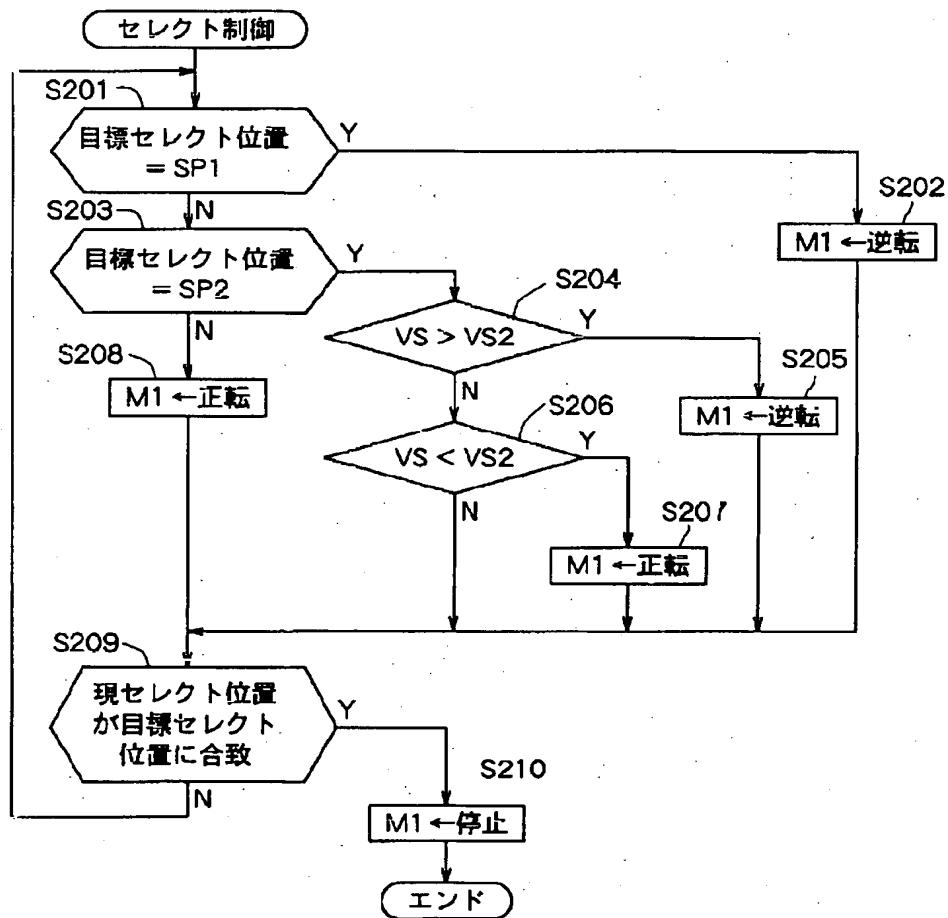 セレクト制御
S201
目標セレクト位置
= SP1
Y
N
S202
M1 ←逆転
S203
目標セレクト位置
= SP2
Y
N
S204
VS > VS2
Y
N
S205
M1 ←逆転
S206
VS < VS2
Y
N
S207
M1 ←正転
S208
M1 ←正転
S209
現セレクト位置
が目標セレクト
位置に合致
Y
N
S210
M1 ←停止
エンド